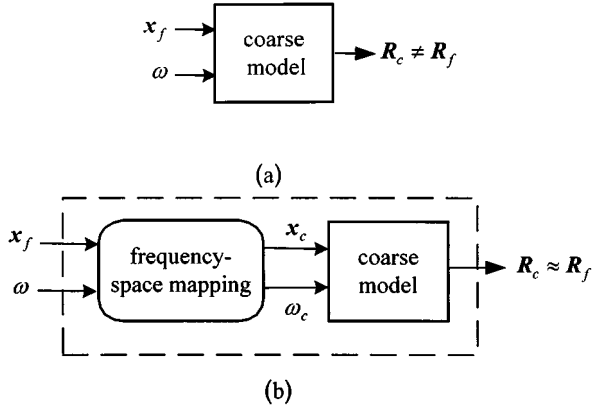 x_f
ω
coarse
model
R_c ≠ R_f
(a)
x_f
ω
frequency-
space mapping
x_c
ω_c
coarse
model
R_c ≈ R_f
(b)